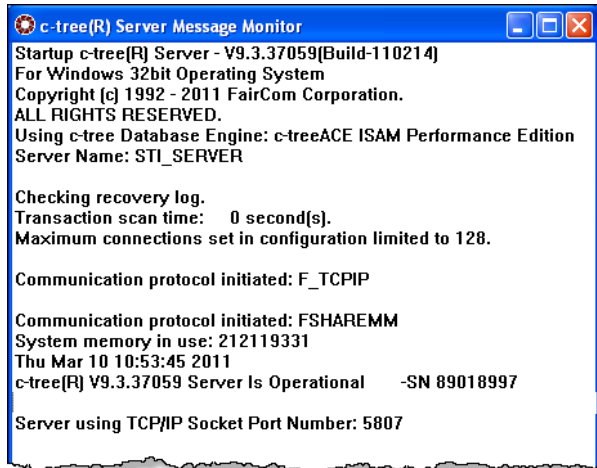 c-tree(R) Server Message Monitor
Startup c-tree(R) Server - V9.3.37059(Build-110214)
For Windows 32bit Operating System
Copyright (c) 1992 - 2011 FairCom Corporation.
ALL RIGHTS RESERVED.
Using c-tree Database Engine: c-treeACE ISAM Performance Edition
Server Name: STI_SERVER
Checking recovery log.
Transaction scan time: 0 second(s).
Maximum connections set in configuration limited to 128.
Communication protocol initiated: F_TCPIP
Communication protocol initiated: FSHAREMM
System memory in use: 212119331
Thu Mar 10 10:53:45 2011
c-tree(R) V9.3.37059 Server Is Operational -SN 89018997
Server using TCP/IP Socket Port Number: 5807